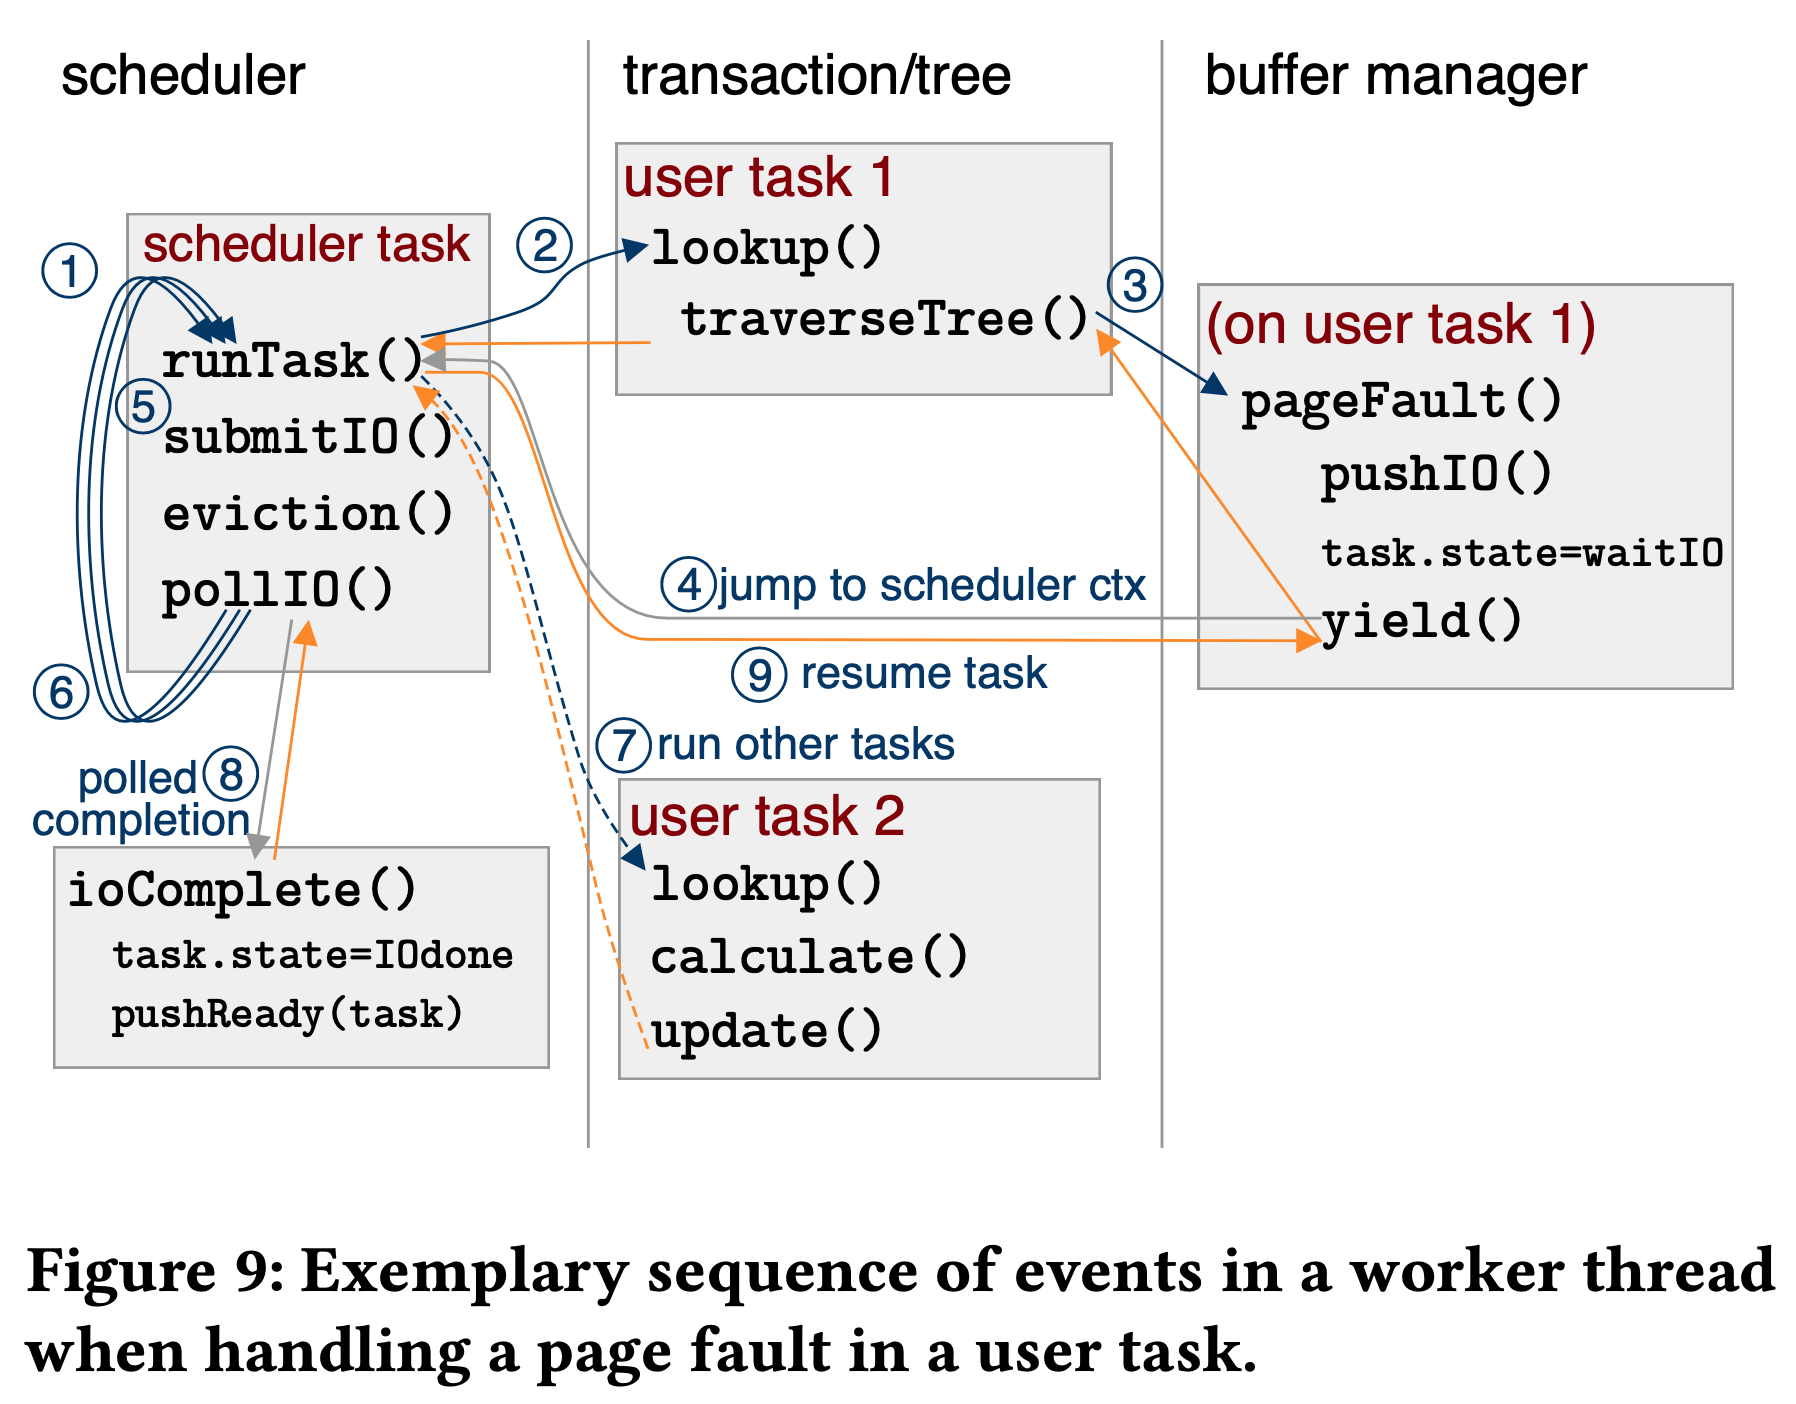 scheduler
transaction/tree
buffer manager
scheduler task
①
runTask()
⑤
submitIO()
eviction()
pollIO()
⑥
polled ⑧
completion
ioComplete()
task.state=IOdone
pushReady(task)
②
user task 1
lookup()
traverseTree()
③
(on user task 1)
pageFault()
pushIO()
task.state=waitIO
yield()
④ jump to scheduler ctx
⑨ resume task
⑦ run other tasks
user task 2
lookup()
calculate()
update()
Figure 9: Exemplary sequence of events in a worker thread
when handling a page fault in a user task.